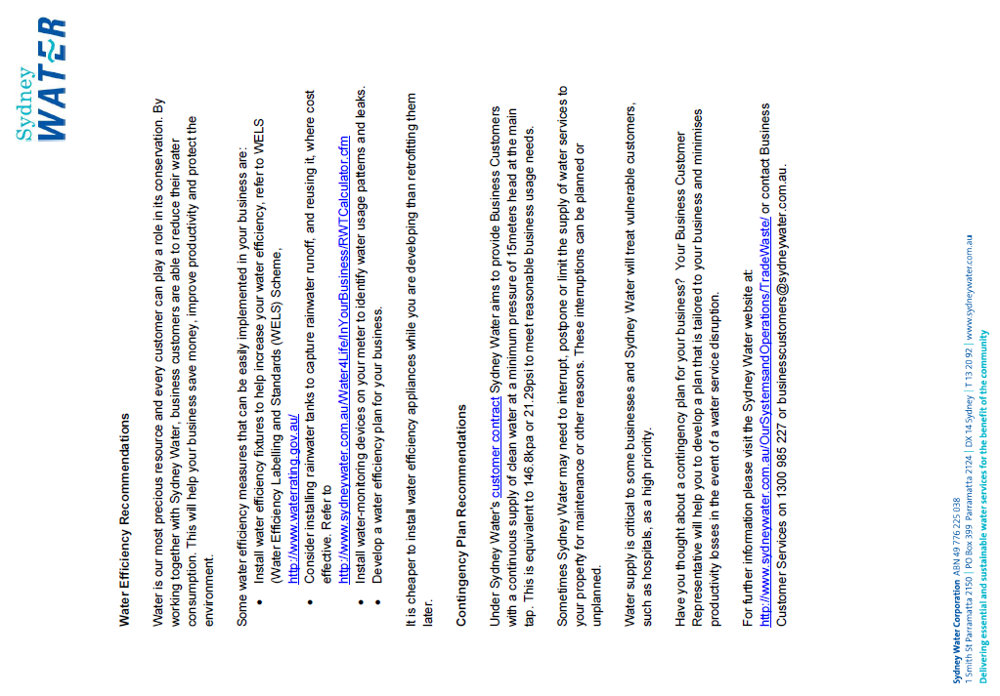 Sydney
WATER
Water Efficiency Recommendations
Water is our most precious resource and every customer can play a role in its conservation. By
working together with Sydney Water, business customers are able to reduce their water
consumption. This will help your business save money, improve productivity and protect the
environment.
Some water efficiency measures that can be easily implemented in your business are:
• Install water efficiency fixtures to help increase your water efficiency, refer to WELS
(Water Efficiency Labelling and Standards (WELS) Scheme,
http://www.waterrating.gov.au/
• Consider installing rainwater tanks to capture rainwater runoff, and reusing it, where cost
effective. Refer to
http://www.sydneywater.com.au/Water4Life/InYourBusiness/RWTCalculator.cfm
• Install water-monitoring devices on your meter to identify water usage patterns and leaks.
• Develop a water efficiency plan for your business.
It is cheaper to install water efficiency appliances while you are developing than retrofitting them
later.
Contingency Plan Recommendations
Under Sydney Water's customer contract Sydney Water aims to provide Business Customers
with a continuous supply of clean water at a minimum pressure of 15meters head at the main
tap. This is equivalent to 146.8kpa or 21.29psi to meet reasonable business usage needs.
Sometimes Sydney Water may need to interrupt, postpone or limit the supply of water services to
your property for maintenance or other reasons. These interruptions can be planned or
unplanned.
Water supply is critical to some businesses and Sydney Water will treat vulnerable customers,
such as hospitals, as a high priority.
Have you thought about a contingency plan for your business? Your Business Customer
Representative will help you to develop a plan that is tailored to your business and minimises
productivity losses in the event of a water service disruption.
For further information please visit the Sydney Water website at:
http://www.sydneywater.com.au/OurSystemsandOperations/TradeWaste/ or contact Business
Customer Services on 1300 985 227 or businesscustomers@sydneywater.com.au.
Sydney Water Corporation ABN 49 776 225 038
1 Smith St Parramatta 2150 | PO Box 399 Parramatta 2124 | DX 14 Sydney | T 13 20 92 | www.sydneywater.com.au
Delivering essential and sustainable water services for the benefit of the community